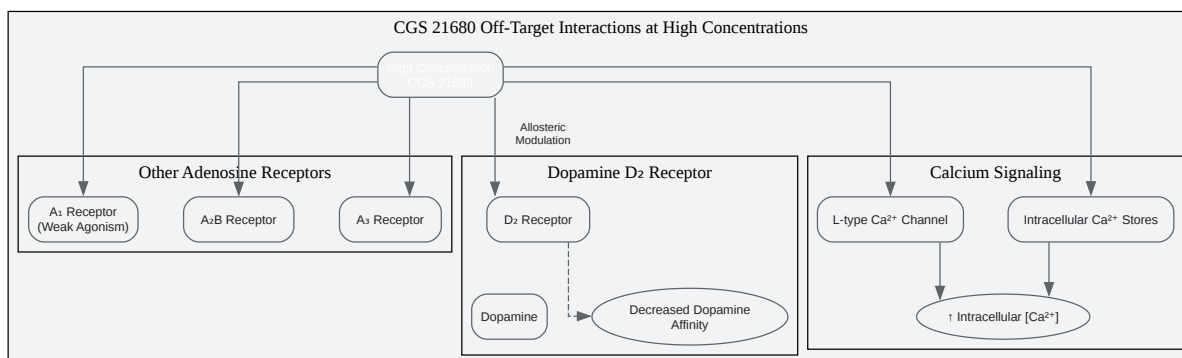 CGS 21680 Off-Target Interactions at High Concentrations
High Concentration
CGS 21680
Allosteric
Modulation
Other Adenosine Receptors
A₁ Receptor
(Weak Agonism)
A₂B Receptor
A₃ Receptor
Dopamine D₂ Receptor
D₂ Receptor
Dopamine
Decreased Dopamine
Affinity
Calcium Signaling
L-type Ca²⁺ Channel
Intracellular Ca²⁺ Stores
↑ Intracellular [Ca²⁺]